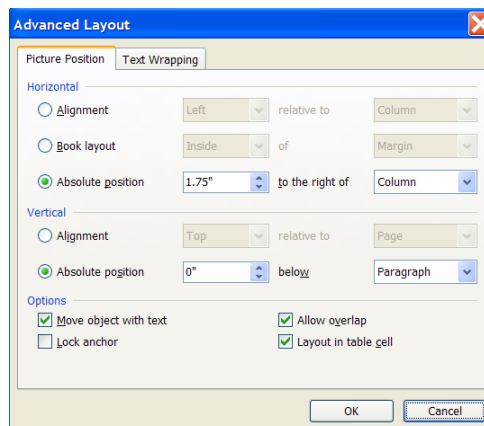 Advanced Layout
Picture Position Text Wrapping
Horizontal
Alignment Left relative to Column
Book layout Inside of Margin
Absolute position 1.75" to the right of Column
Vertical
Alignment Top relative to Page
Absolute position 0" below Paragraph
Options
Move object with text Allow overlap
Lock anchor Layout in table cell
OK Cancel